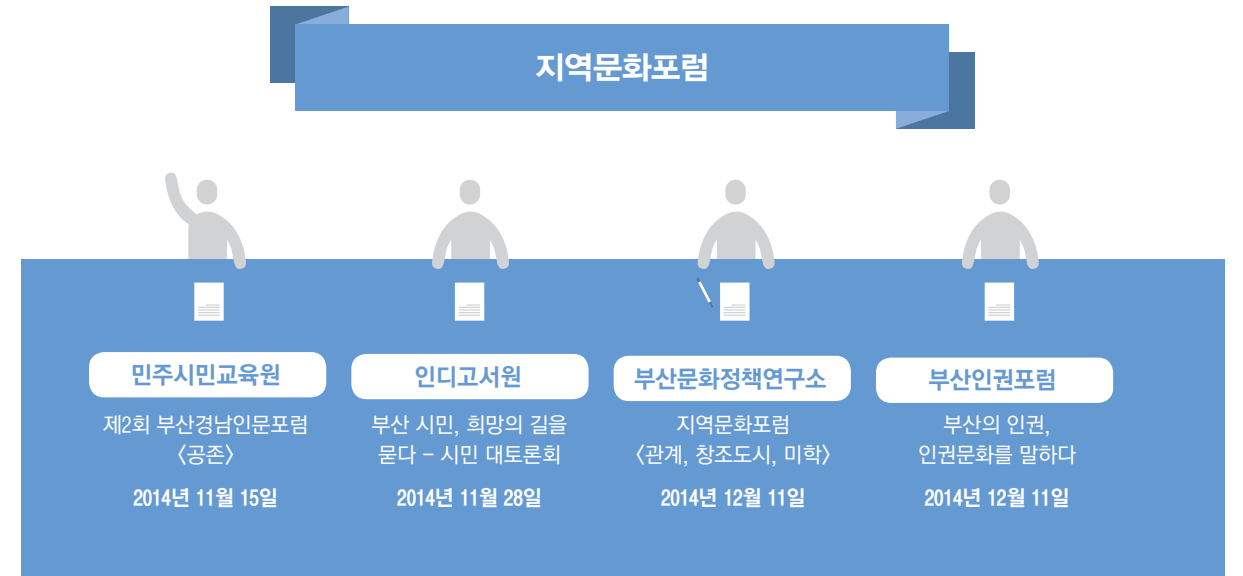 지역문화포럼
민주시민교육원
제2회 부산경남인문포럼
〈공존〉
2014년 11월 15일
인디고서원
부산 시민, 희망의 길을
묻다 - 시민 대토론회
2014년 11월 28일
부산문화정책연구소
지역문화포럼
〈관계, 창조도시, 미학〉
2014년 12월 11일
부산인권포럼
부산의 인권,
인권문화를 말하다
2014년 12월 11일